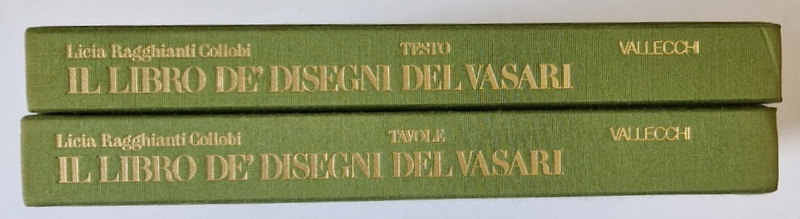 Licia Ragghianti Collobi TESTO VALLECCHI
IL LIBRO DE' DISEGNI DEL VASARI
Licia Ragghianti Collobi TAVOLE VALLECCHI
IL LIBRO DE' DISEGNI DEL VASARI